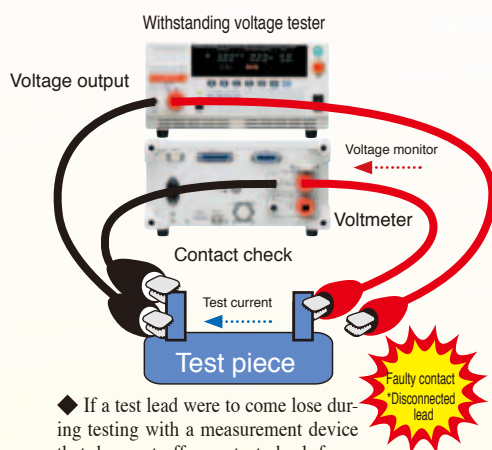 Withstanding voltage tester
Voltage output
Voltage monitor
Voltmeter
Contact check
Test current
Test piece
Faulty contact
*Disconnected
lead
◆ If a test lead were to come lose dur-
ing testing with a measurement device